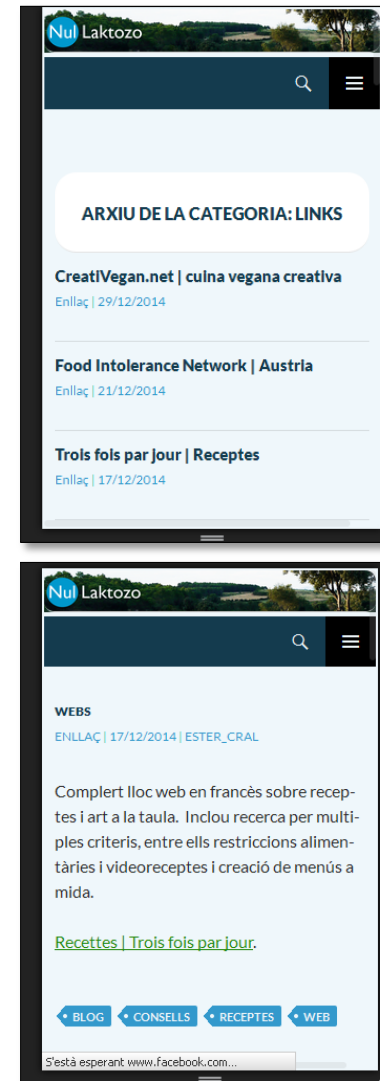 Nul Laktozo
ARXIU DE LA CATEGORIA: LINKS
CreatiVegan.net | cuina vegana creativa
Enllaç | 29/12/2014
Food Intolerance Network | Austria
Enllaç | 21/12/2014
Trois fois par jour | Receptes
Enllaç | 17/12/2014
Nul Laktozo
WEBS
ENLLAÇ | 17/12/2014 | ESTER_CRAL
Complert lloc web en francès sobre recep-
tes i art a la taula. Inclou recerca per multi-
ples criteris, entre ells restriccions alimen-
tàries i videoreceptes i creació de menús a
mida.
Recettes | Trois fois par jour.
BLOG CONSELLS RECEPTES WEB
S'està esperant www.facebook.com...